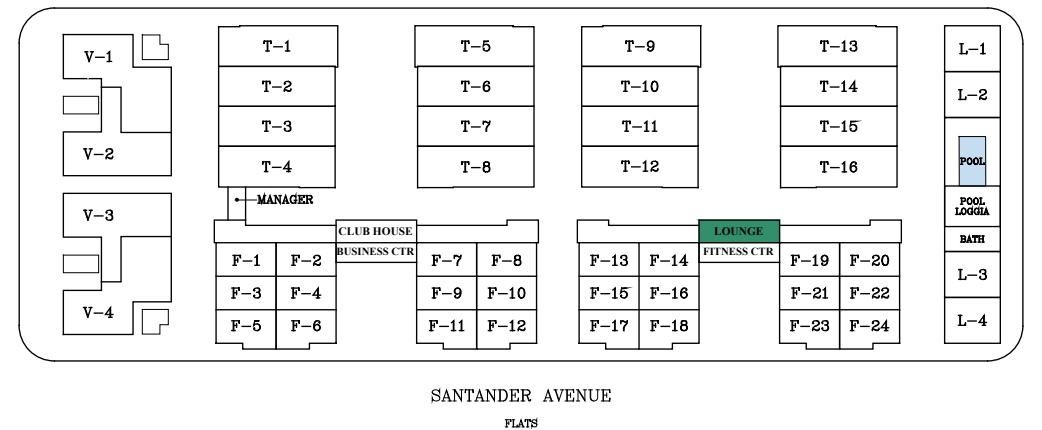 V-1
V-2
V-3
V-4
T-1
T-2
T-3
T-4
MANAGER
T-5
T-6
T-7
T-8
T-9
T-10
T-11
T-12
T-13
T-14
T-15
T-16
CLUB HOUSE
BUSINESS CTR
F-1 F-2
F-3 F-4
F-5 F-6
F-7 F-8
F-9 F-10
F-11 F-12
LOUNGE
FITNESS CTR
F-13 F-14
F-15 F-16
F-17 F-18
F-19 F-20
F-21 F-22
F-23 F-24
L-1
L-2
POOL
POOL
LOGGIA
BATH
L-3
L-4
SANTANDER AVENUE
FLATS